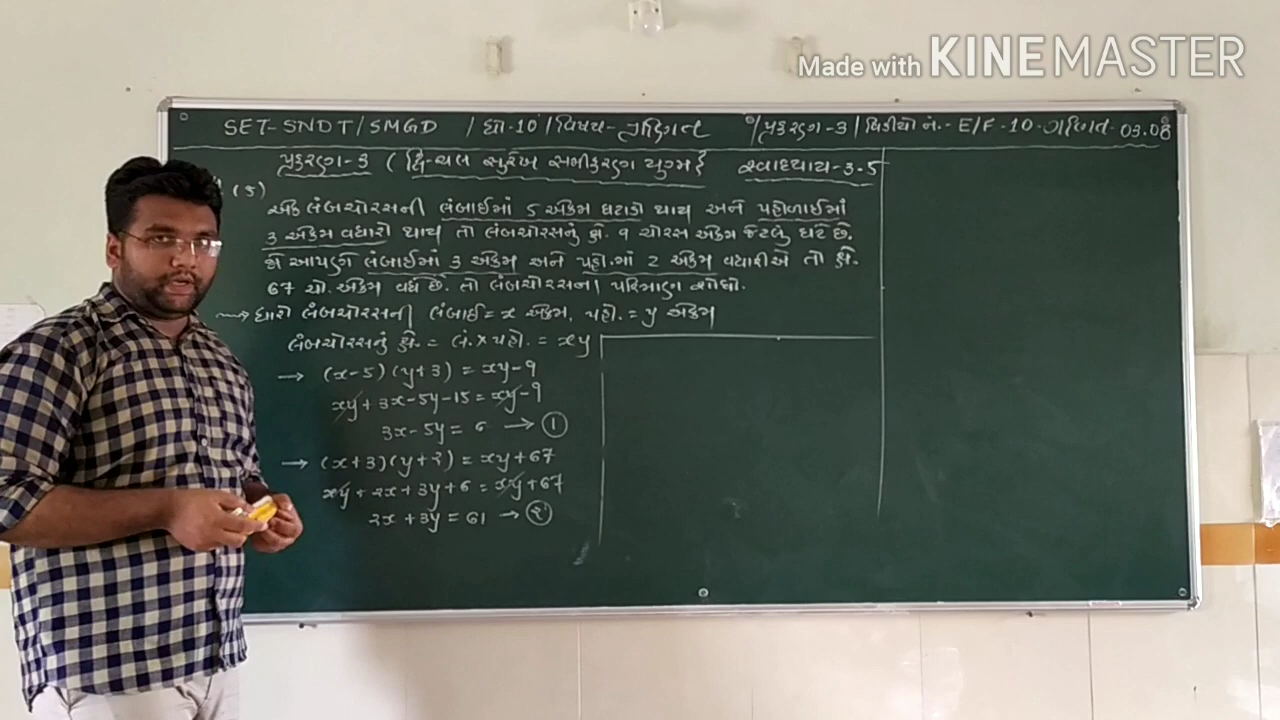 Made with KINEMASTER
SET-SNDT/SMGD / ધો-10 / વિષય- ગણિત / પ્રકરણ-3 / વિડીયો નં.- E/F-10-ગણિત-03.08
પ્રકરણ-3 ( દ્વિ-ચલ સુરેખ સમીકરણ યુગ્મ ) સ્વાધ્યાય-3.5
(5)
એક લંબચોરસની લંબાઈમાં 5 એકમ ઘટાડો થાય અને પહોળાઈમાં
3 એકમ વધારો થાય તો લંબચોરસનું ક્ષે. ૧ ચોરસ એકમ જેટલું ઘટે છે.
જો આપણે લંબાઈમાં 3 એકમ અને પહો.માં 2 એકમ વધારીએ તો ક્ષે.
67 ચો. એકમ વધે છે. તો લંબચોરસના પરિમાણ શોધો.
ધારો લંબચોરસની લંબાઈ = x એકમ, પહો. = y એકમ
લંબચોરસનું ક્ષે. = લં. × પહો. = xy
→ (x-5) (y+3) = xy-9
xy + 3x-5y-15 = xy-9
3x-5y = 6 → ①
→ (x+3) (y+2) = xy+67
xy + 2x + 3y + 6 = xy + 67
2x + 3y = 61 → ②